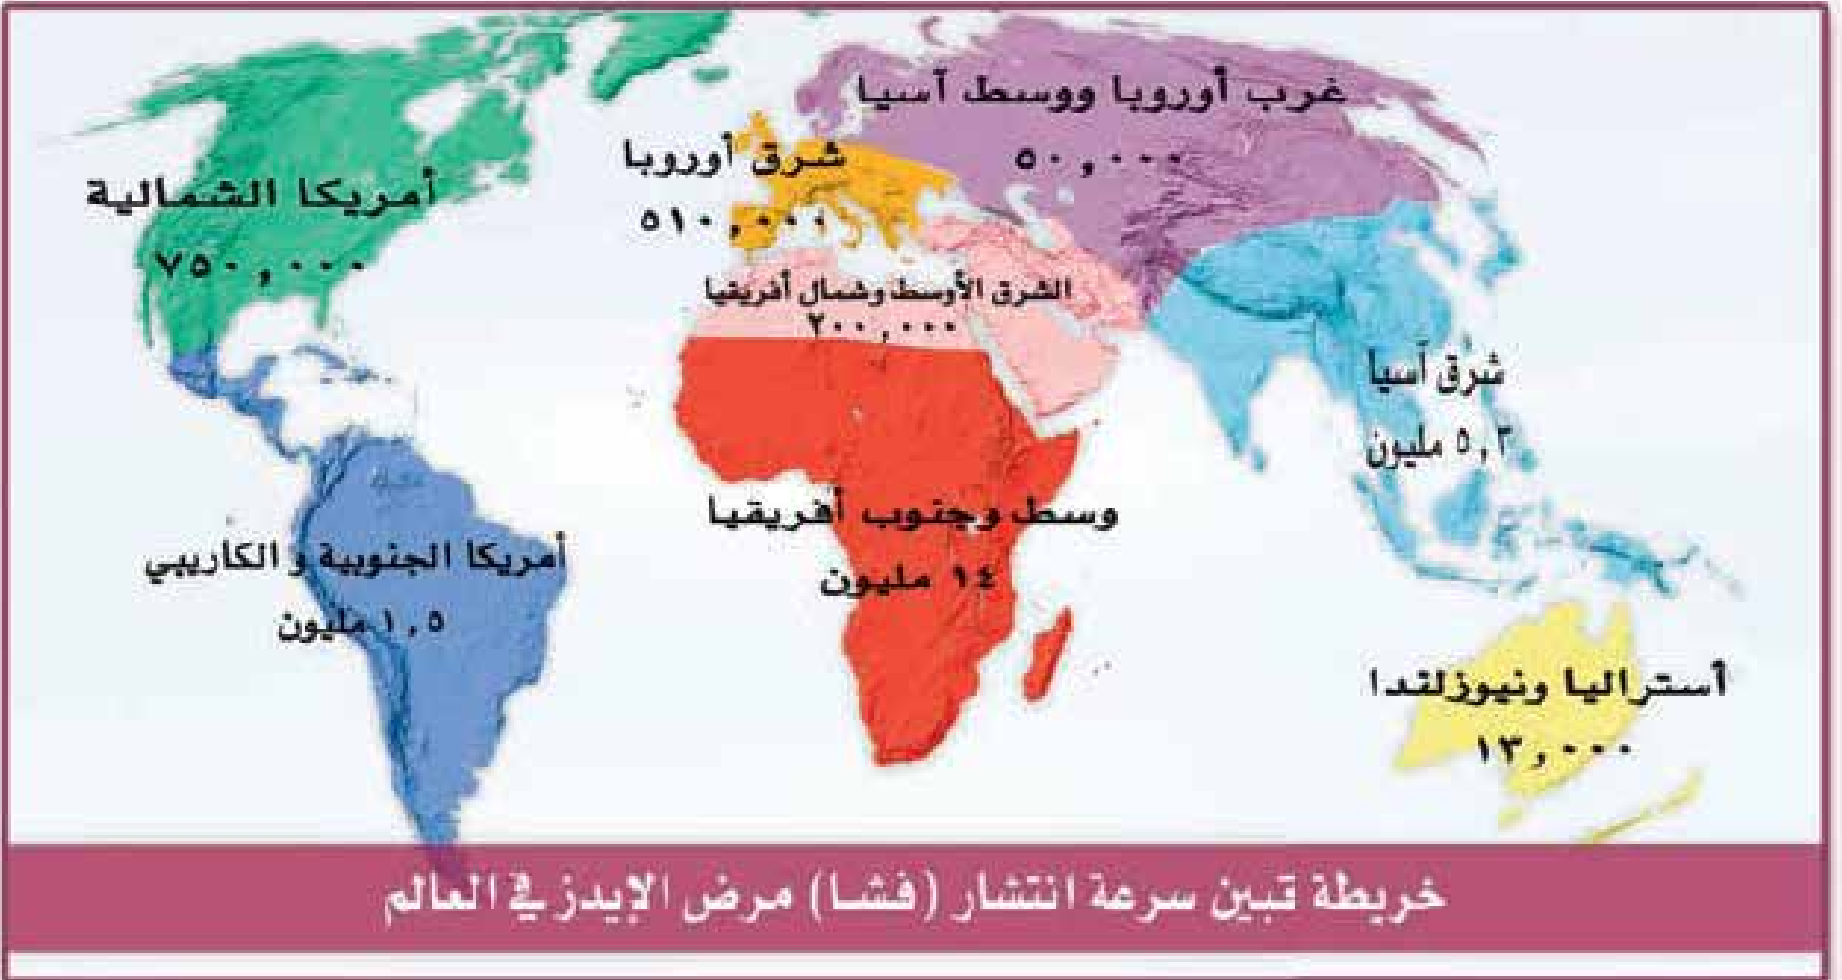 غرب أوروبا ووسط آسيا
٥٠,٠٠٠
شرق أوروبا
٥١٠,٠٠٠
أمريكا الشمالية
٧٥٠,٠٠٠
الشرق الأوسط وشمال أفريقيا
٢٠٠,٠٠٠
شرق آسيا
٥,٣ مليون
وسط وجنوب أفريقيا
١٤ مليون
أمريكا الجنوبية و الكاريبي
١,٥ مليون
أستراليا ونيوزلندا
١٣,٠٠٠
خريطة تبين سرعة انتشار (فشا) مرض الإيدز في العالم